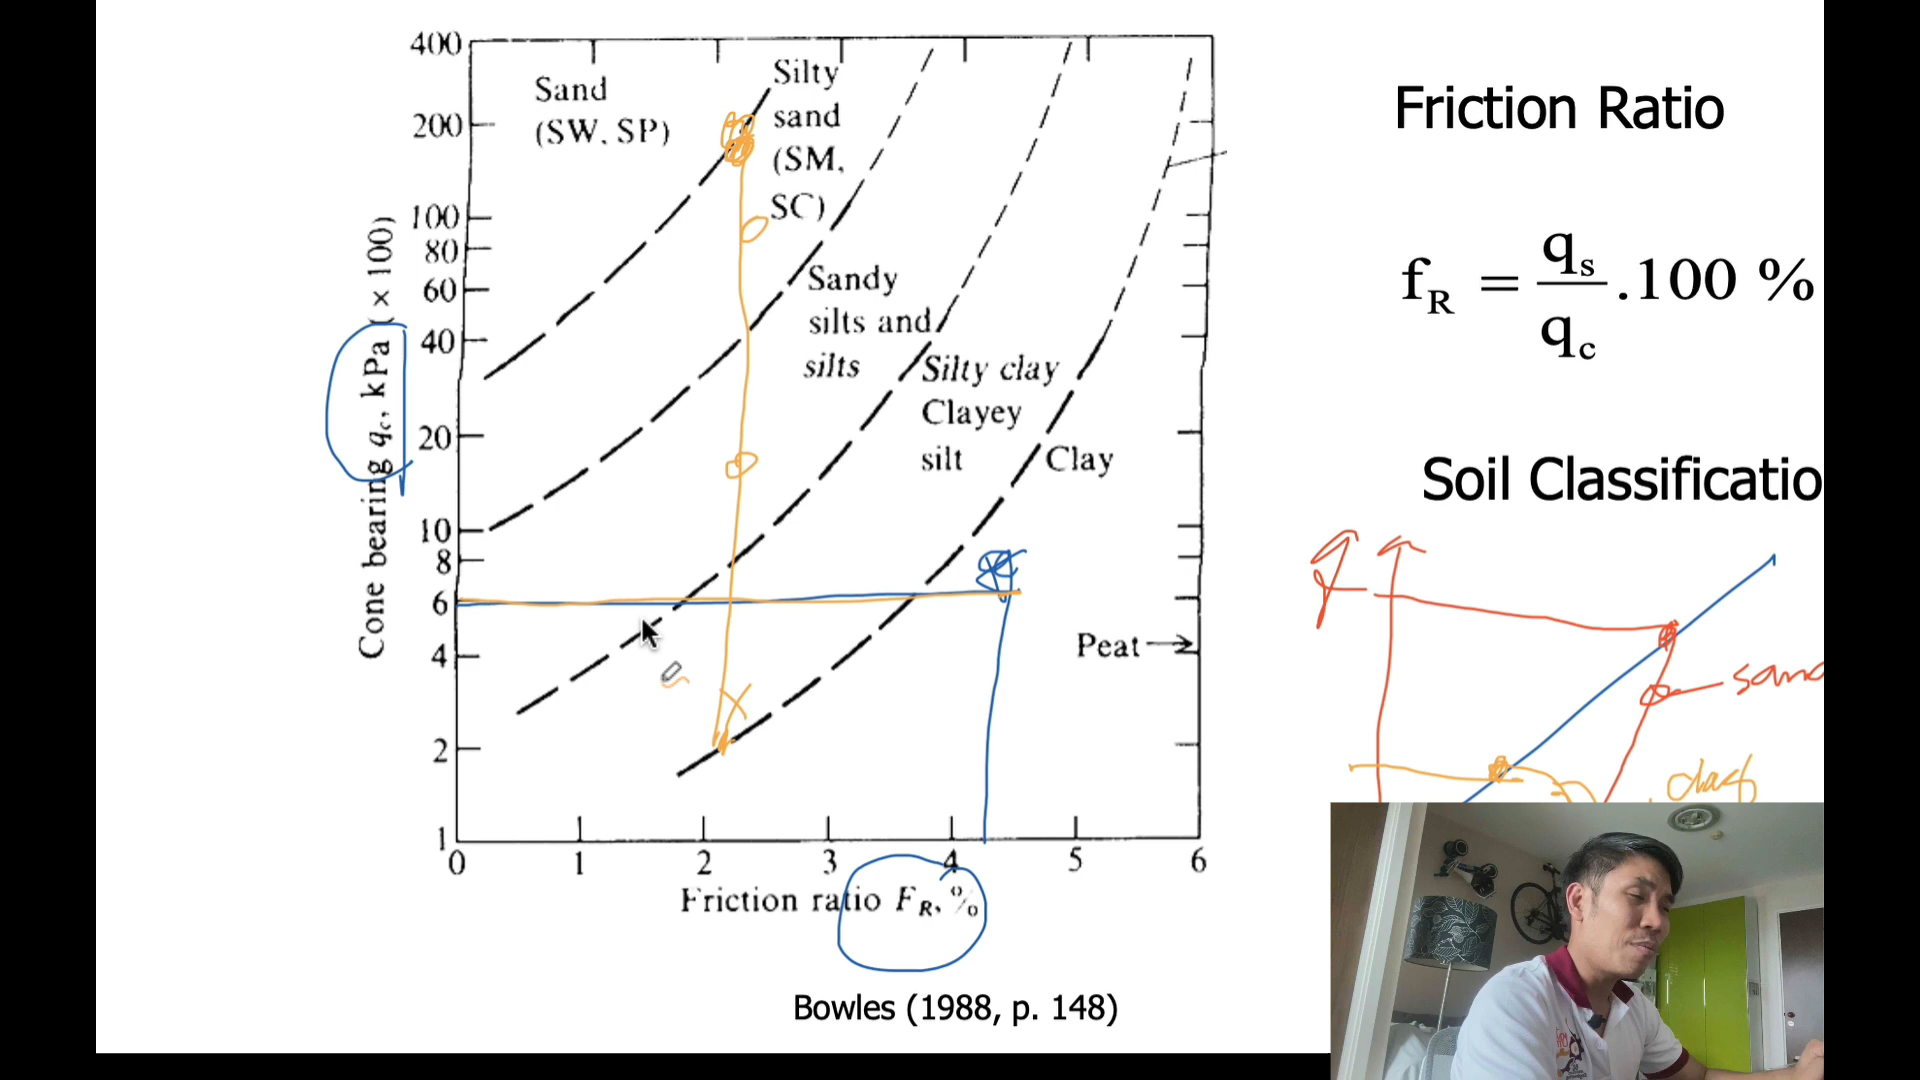 400
200
100
80
60
40
20
10
8
6
4
2
1
Cone bearing qc, kPa (× 100)
Sand
(SW, SP)
Silty
sand
(SM,
SC)
Sandy
silts and
silts
Silty clay
Clayey
silt
Clay
Peat
0 1 2 3 4 5 6
Friction ratio FR, %
Bowles (1988, p. 148)
Friction Ratio
fR = qs/qc .100 %
Soil Classificatio
sand